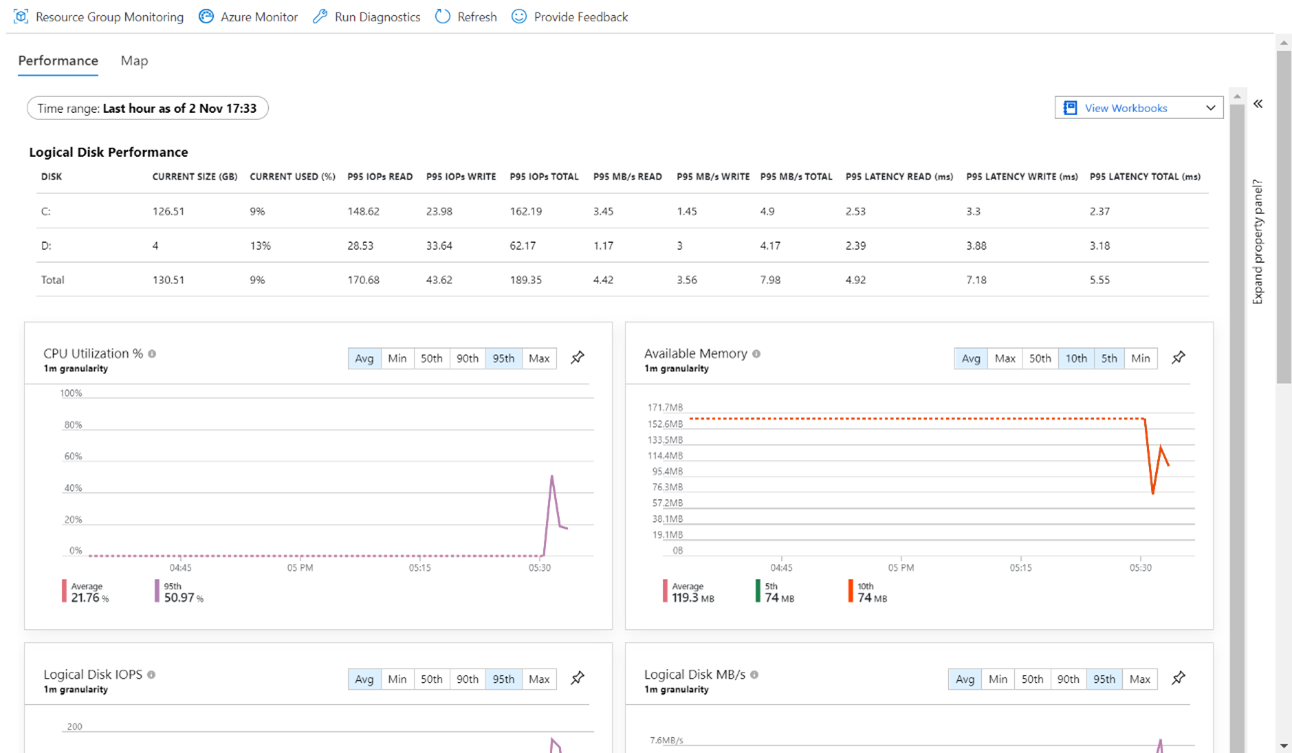 Resource Group Monitoring Azure Monitor Run Diagnostics Refresh Provide Feedback
Performance Map
Time range: Last hour as of 2 Nov 17:33
View Workbooks
Expand property panel?
Logical Disk Performance
DISK CURRENT SIZE (GB) CURRENT USED (%) P95 IOPs READ P95 IOPs WRITE P95 IOPs TOTAL P95 MB/s READ P95 MB/s WRITE P95 MB/s TOTAL P95 LATENCY READ (ms) P95 LATENCY WRITE (ms) P95 LATENCY TOTAL (ms)
C: 126.51 9% 148.62 23.98 162.19 3.45 1.45 4.9 2.53 3.3 2.37
D: 4 13% 28.53 33.64 62.17 1.17 3 4.17 2.39 3.88 3.18
Total 130.51 9% 170.68 43.62 189.35 4.42 3.56 7.98 4.92 7.18 5.55
CPU Utilization %
1m granularity
Avg Min 50th 90th 95th Max
100%
80%
60%
40%
20%
0%
04:45 05 PM 05:15 05:30
Average 95th
21.76 % 50.97 %
Available Memory
1m granularity
Avg Max 50th 10th 5th Min
171.7MB
152.6MB
133.5MB
114.4MB
95.4MB
76.3MB
57.2MB
38.1MB
19.1MB
0B
04:45 05 PM 05:15 05:30
Average 5th 10th
119.3 MB 74 MB 74 MB
Logical Disk IOPS
1m granularity
Avg Min 50th 90th 95th Max
200
Logical Disk MB/s
1m granularity
Avg Min 50th 90th 95th Max
7.6MB/s